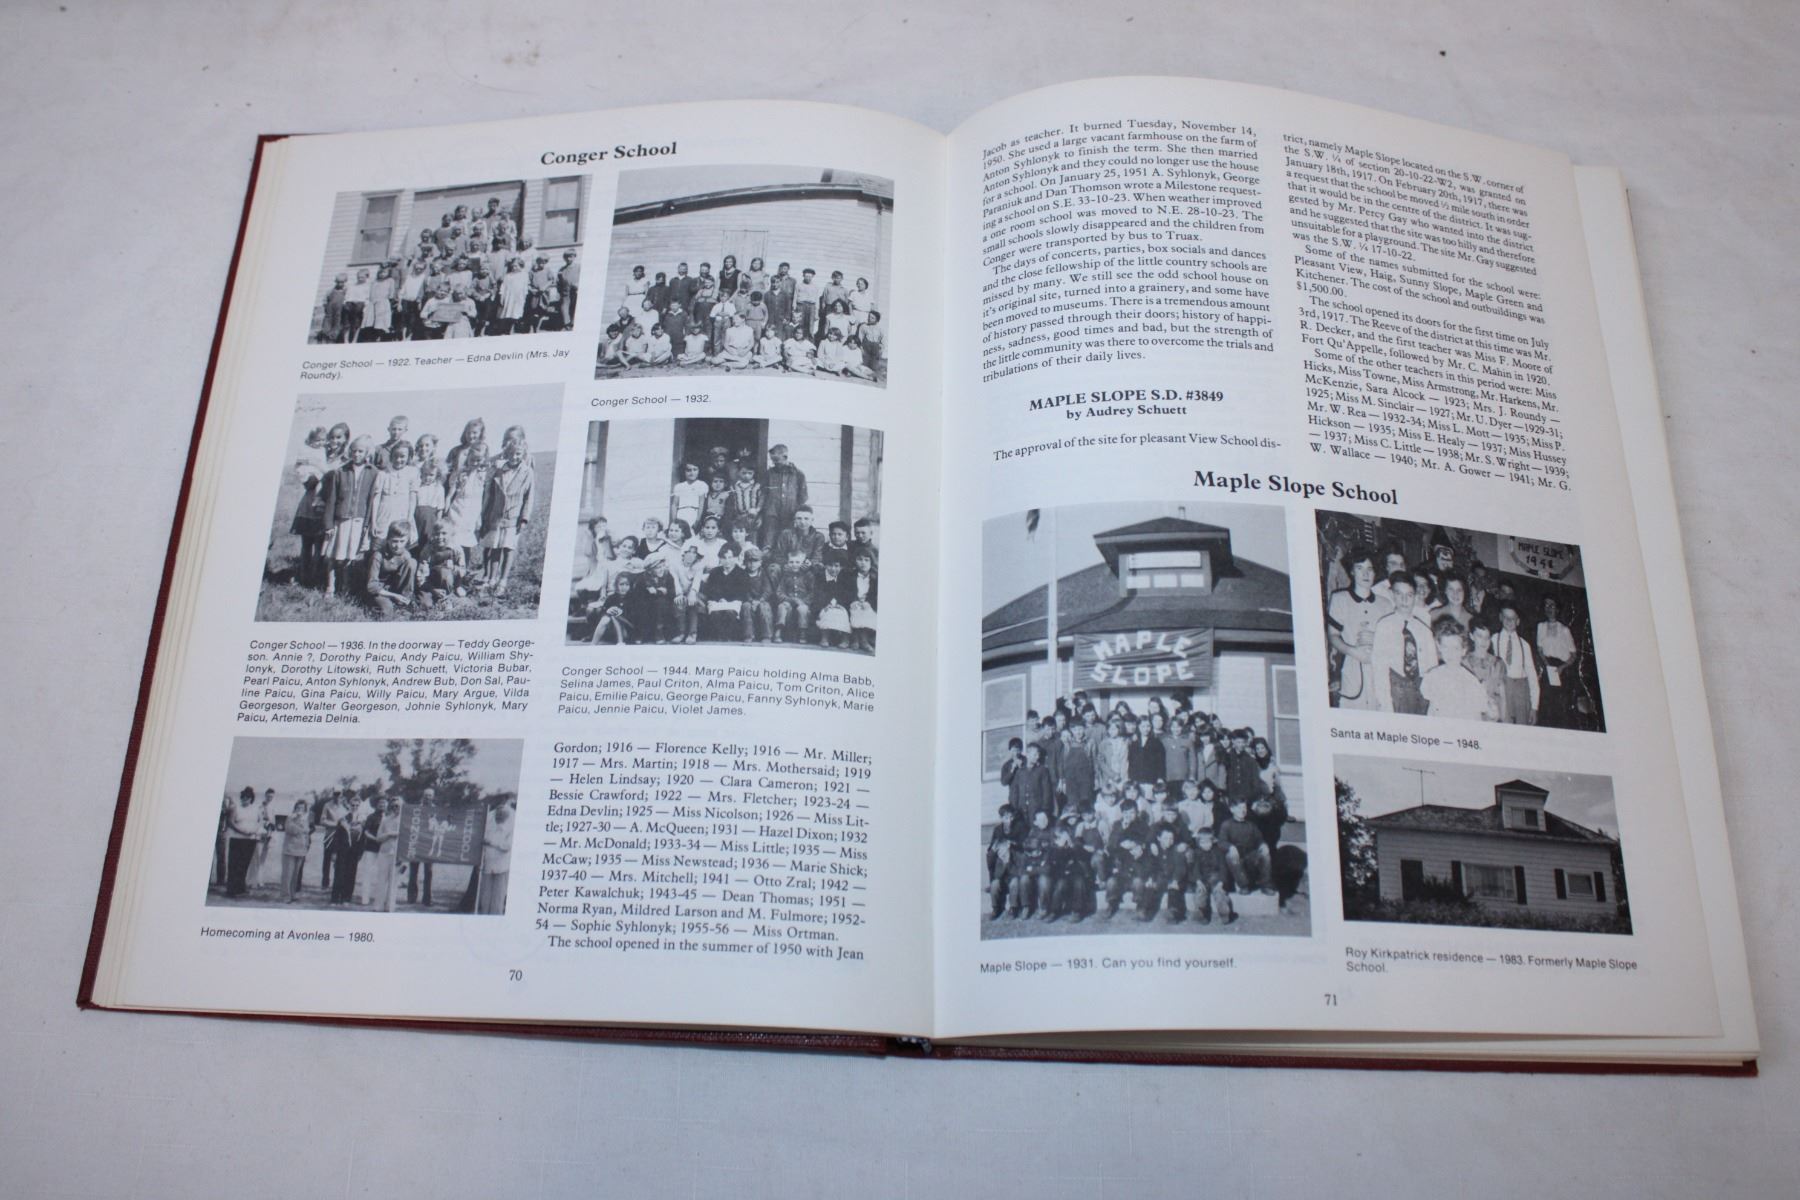 Conger School
Conger School — 1922. Teacher — Edna Devlin (Mrs. Jay
Roundy).
Conger School — 1932.
Conger School — 1936. In the doorway — Teddy George-
son. Annie ?, Dorothy Paicu, Andy Paicu, William Shy-
lonyk, Dorothy Litowski, Ruth Schuett, Victoria Bubar,
Pearl Paicu, Anton Syhlonyk, Andrew Bub, Don Sal, Pau-
line Paicu, Gina Paicu, Willy Paicu, Mary Argue, Vilda
Georgeson, Walter Georgeson, Johnie Syhlonyk, Mary
Paicu, Artemezia Delnia.
Conger School — 1944. Marg Paicu holding Alma Babb,
Selina James, Paul Criton, Alma Paicu, Tom Criton, Alice
Paicu, Emilie Paicu, George Paicu, Fanny Syhlonyk, Marie
Paicu, Jennie Paicu, Violet James.
Homecoming at Avonlea — 1980.
Gordon; 1916 — Florence Kelly; 1916 — Mr. Miller;
1917 — Mrs. Martin; 1918 — Mrs. Mothersaid; 1919
— Helen Lindsay; 1920 — Clara Cameron; 1921 —
Bessie Crawford; 1922 — Mrs. Fletcher; 1923-24 —
Edna Devlin; 1925 — Miss Nicolson; 1926 — Miss Lit-
tle; 1927-30 — A. McQueen; 1931 — Hazel Dixon; 1932
— Mr. McDonald; 1933-34 — Miss Little; 1935 — Miss
McCaw; 1935 — Miss Newstead; 1936 — Marie Shick;
1937-40 — Mrs. Mitchell; 1941 — Otto Zral; 1942 —
Peter Kawalchuk; 1943-45 — Dean Thomas; 1951 —
Norma Ryan, Mildred Larson and M. Fulmore; 1952-
54 — Sophie Syhlonyk; 1955-56 — Miss Ortman.
The school opened in the summer of 1950 with Jean
70
Jacob as teacher. It burned Tuesday, November 14,
1950. She used a large vacant farmhouse on the farm of
Anton Syhlonyk to finish the term. She then married
Anton Syhlonyk and they could no longer use the house
for a school. On January 25, 1951 A. Syhlonyk, George
Paraniuk and Dan Thomson wrote a Milestone request-
ing a school on S.E. 33-10-23. When weather improved
a one room school was moved to N.E. 28-10-23. The
small schools slowly disappeared and the children from
Conger were transported by bus to Truax.
The days of concerts, parties, box socials and dances
and the close fellowship of the little country schools are
missed by many. We still see the odd school house on
it's original site, turned into a grainery, and some have
been moved to museums. There is a tremendous amount
of history passed through their doors; history of happi-
ness, sadness, good times and bad, but the strength of
the little community was there to overcome the trials and
tribulations of their daily lives.
MAPLE SLOPE S.D. #3849
by Audrey Schuett
The approval of the site for pleasant View School dis-
trict, namely Maple Slope located on the S.W. corner of
the S.W. ¼ of section 20-10-22-W2, was granted on
January 18th, 1917. On February 20th, 1917, there was
a request that the school be moved ½ mile south in order
that it would be in the centre of the district. It was sug-
gested by Mr. Percy Gay who wanted into the district
and he suggested that the site was too hilly and therefore
unsuitable for a playground. The site Mr. Gay suggested
was the S.W. ¼ 17-10-22.
Some of the names submitted for the school were:
Pleasant View, Haig, Sunny Slope, Maple Green and
Kitchener. The cost of the school and outbuildings was
$1,500.00.
The school opened its doors for the first time on July
3rd, 1917. The Reeve of the district at this time was Mr.
R. Decker, and the first teacher was Miss F. Moore of
Fort Qu'Appelle, followed by Mr. C. Mahin in 1920.
Some of the other teachers in this period were: Miss
Hicks, Miss Towne, Miss Armstrong, Mr. Harkens, Mr.
McKenzie, Sara Alcock — 1923; Mrs. J. Roundy —
1925; Miss M. Sinclair — 1927; Mr. U. Dyer — 1929-31;
Mr. W. Rea — 1932-34; Miss L. Mott — 1935; Miss P.
Hickson — 1935; Miss E. Healy — 1937; Miss Hussey
— 1937; Miss C. Little — 1938; Mr. S. Wright — 1939;
W. Wallace — 1940; Mr. A. Gower — 1941; Mr. G.
Maple Slope School
MAPLE
SLOPE
MAPLE SLOPE
1948
Maple Slope — 1931. Can you find yourself.
Santa at Maple Slope — 1948.
Roy Kirkpatrick residence — 1983. Formerly Maple Slope
School.
71